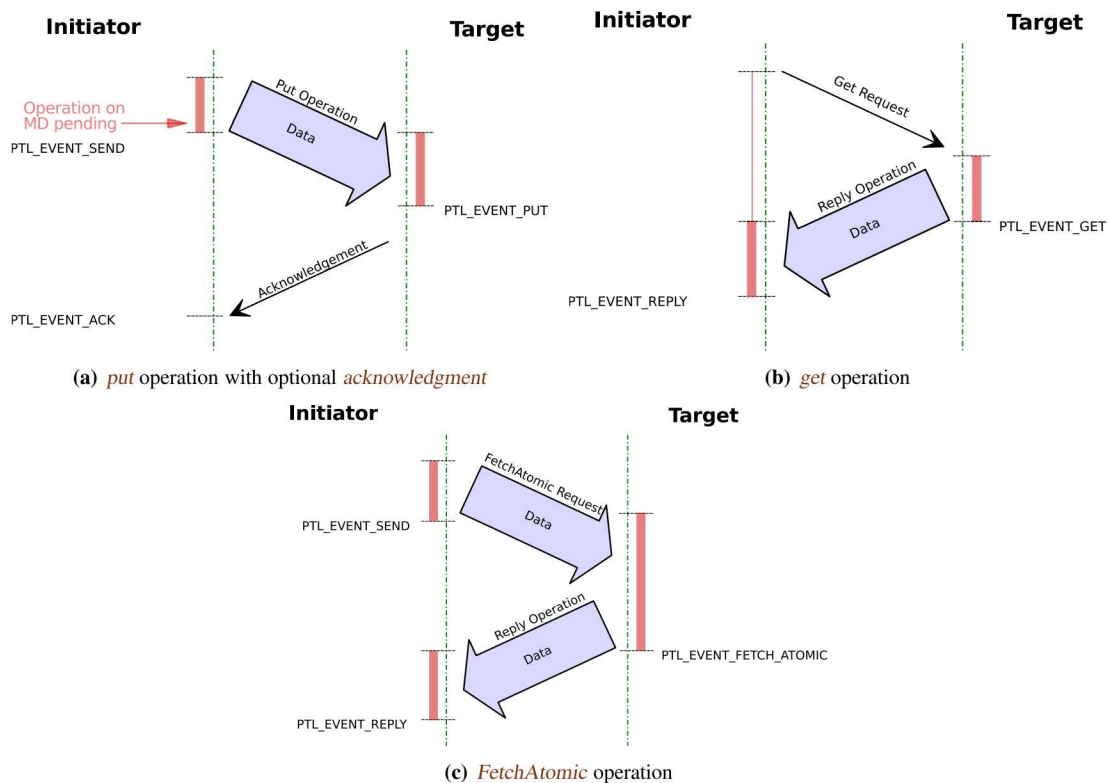 Initiator
Target
Put Operation
Data
Operation on
MD pending
PTL_EVENT_SEND
PTL_EVENT_PUT
Acknowledgement
PTL_EVENT_ACK
(a) put operation with optional acknowledgment
Initiator
Target
Get Request
Reply Operation
Data
PTL_EVENT_GET
PTL_EVENT_REPLY
(b) get operation
Initiator
Target
FetchAtomic Request
Data
PTL_EVENT_SEND
Reply Operation
Data
PTL_EVENT_FETCH_ATOMIC
PTL_EVENT_REPLY
(c) FetchAtomic operation